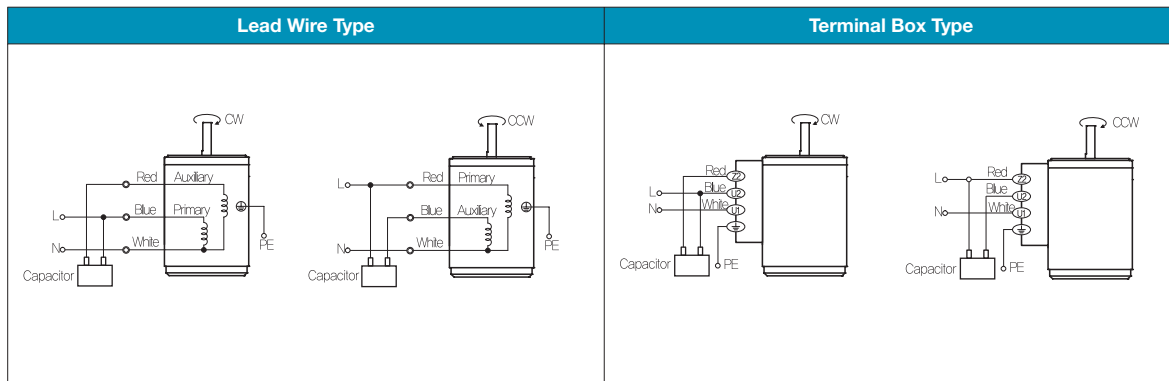 Lead Wire Type
Terminal Box Type
CW
Red
Auxiliary
L
Blue
Primary
N
White
PE
Capacitor
CCW
L
Red
Primary
Blue
Auxiliary
N
White
PE
Capacitor
CW
Red
Z2
L
Blue
U2
N
White
U1
Capacitor
PE
CCW
L
Red
Z2
Blue
U2
N
White
U1
Capacitor
PE